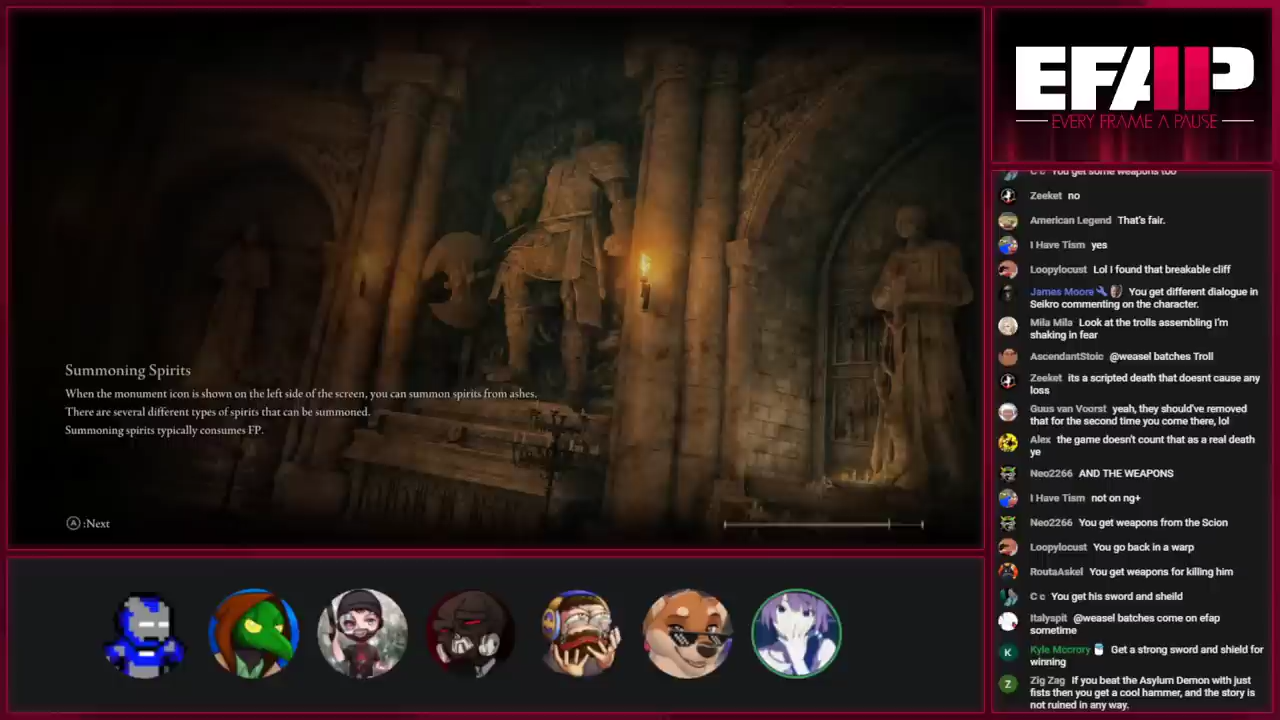 Summoning Spirits
When the monument icon is shown on the left side of the screen, you can summon spirits from ashes.
There are several different types of spirits that can be summoned.
Summoning spirits typically consumes FP.
A :Next
EFAP
EVERY FRAME A PAUSE
C c You get some weapons too
Zeeket no
American Legend That's fair.
I Have Tism yes
Loopylocust Lol I found that breakable cliff
James Moore You get different dialogue in
Seikro commenting on the character.
Mila Mila Look at the trolls assembling I'm
shaking in fear
AscendantStoic @weasel batches Troll
Zeeket its a scripted death that doesnt cause any
loss
Guus van Voorst yeah, they should've removed
that for the second time you come there, lol
Alex the game doesn't count that as a real death
ye
Neo2266 AND THE WEAPONS
I Have Tism not on ng+
Neo2266 You get weapons from the Scion
Loopylocust You go back in a warp
RoutaAskel You get weapons for killing him
C c You get his sword and sheild
Italyspit @weasel batches come on efap
sometime
K Kyle Mccrory Get a strong sword and shield for
winning
Z Zig Zag If you beat the Asylum Demon with just
fists then you get a cool hammer, and the story is
not ruined in any way.